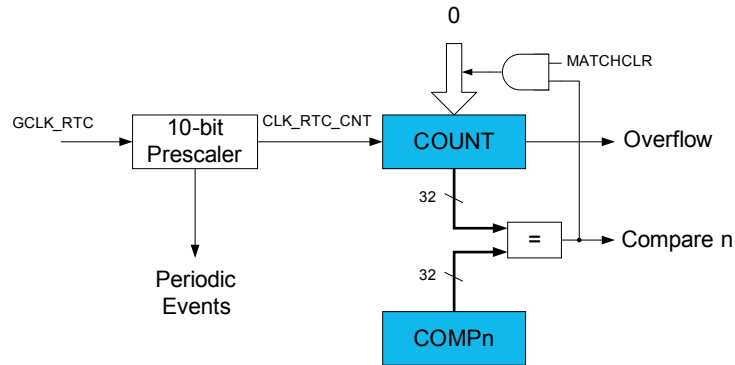 0
MATCHCLR
GCLK_RTC
10-bit
Prescaler
CLK_RTC_CNT
COUNT
Overflow
32
=
Compare n
32
Periodic
Events
COMPn